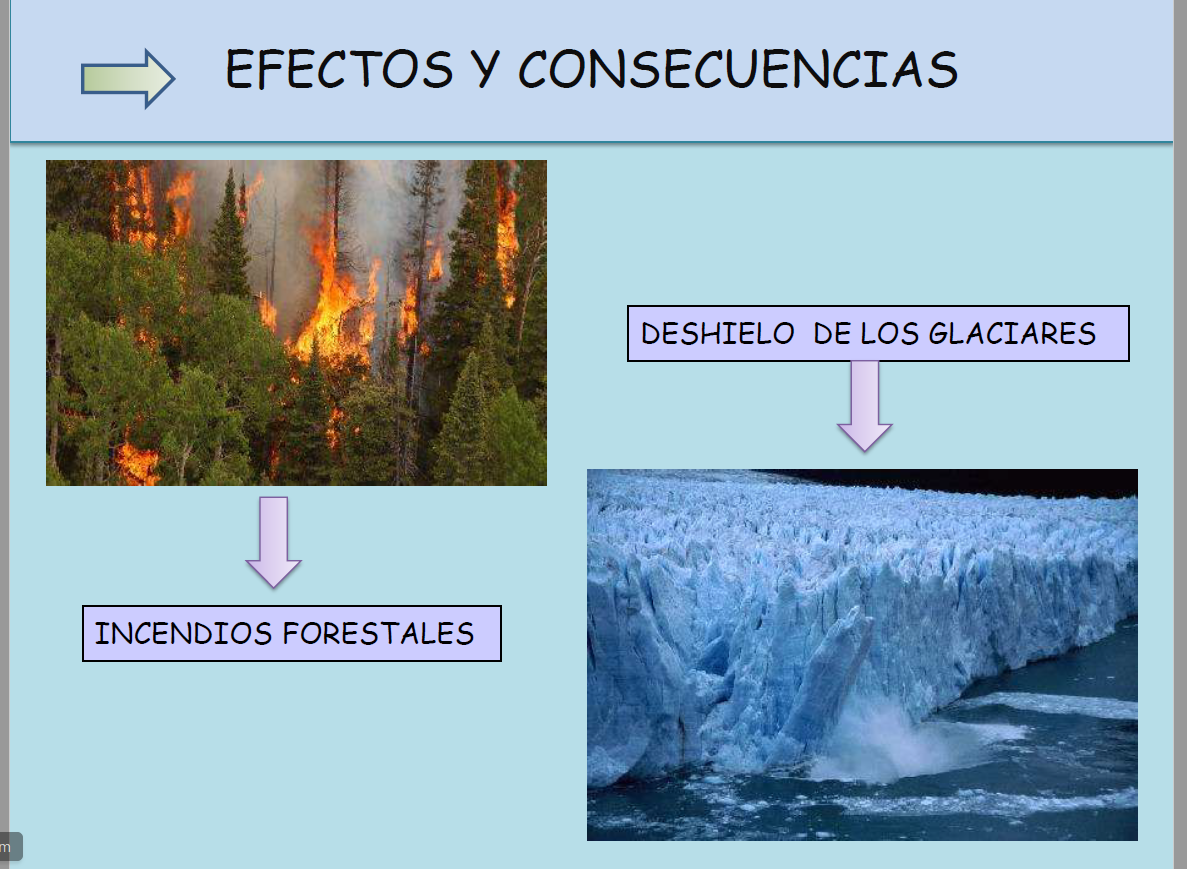 EFECTOS Y CONSECUENCIAS
DESHIELO DE LOS GLACIARES
INCENDIOS FORESTALES
m